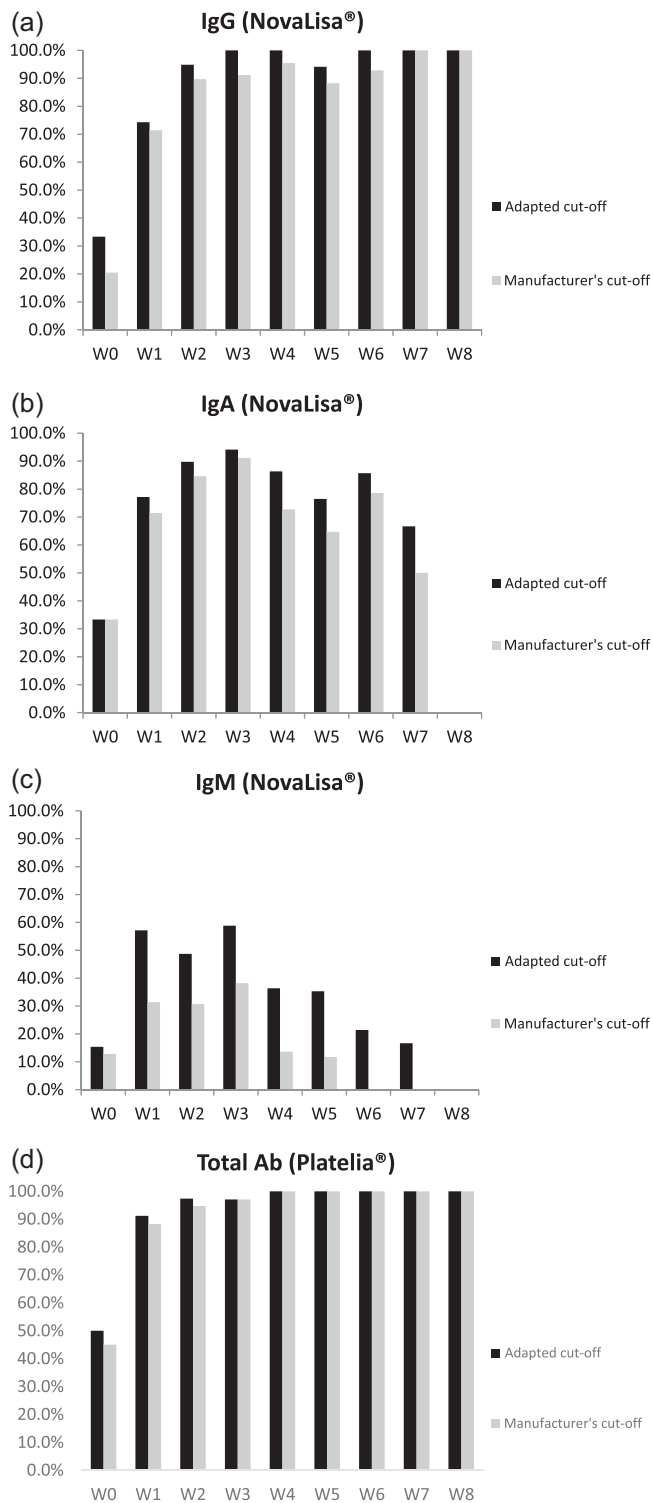 (a)
IgG (NovaLisa®)
100.0%
90.0%
80.0%
70.0%
60.0%
50.0%
40.0%
30.0%
20.0%
10.0%
0.0%
W0 W1 W2 W3 W4 W5 W6 W7 W8
Adapted cut-off
Manufacturer's cut-off
(b)
IgA (NovaLisa®)
100.0%
90.0%
80.0%
70.0%
60.0%
50.0%
40.0%
30.0%
20.0%
10.0%
0.0%
W0 W1 W2 W3 W4 W5 W6 W7 W8
Adapted cut-off
Manufacturer's cut-off
(c)
IgM (NovaLisa®)
100.0%
90.0%
80.0%
70.0%
60.0%
50.0%
40.0%
30.0%
20.0%
10.0%
0.0%
W0 W1 W2 W3 W4 W5 W6 W7 W8
Adapted cut-off
Manufacturer's cut-off
(d)
Total Ab (Platelia®)
100.0%
90.0%
80.0%
70.0%
60.0%
50.0%
40.0%
30.0%
20.0%
10.0%
0.0%
W0 W1 W2 W3 W4 W5 W6 W7 W8
Adapted cut-off
Manufacturer's cut-off